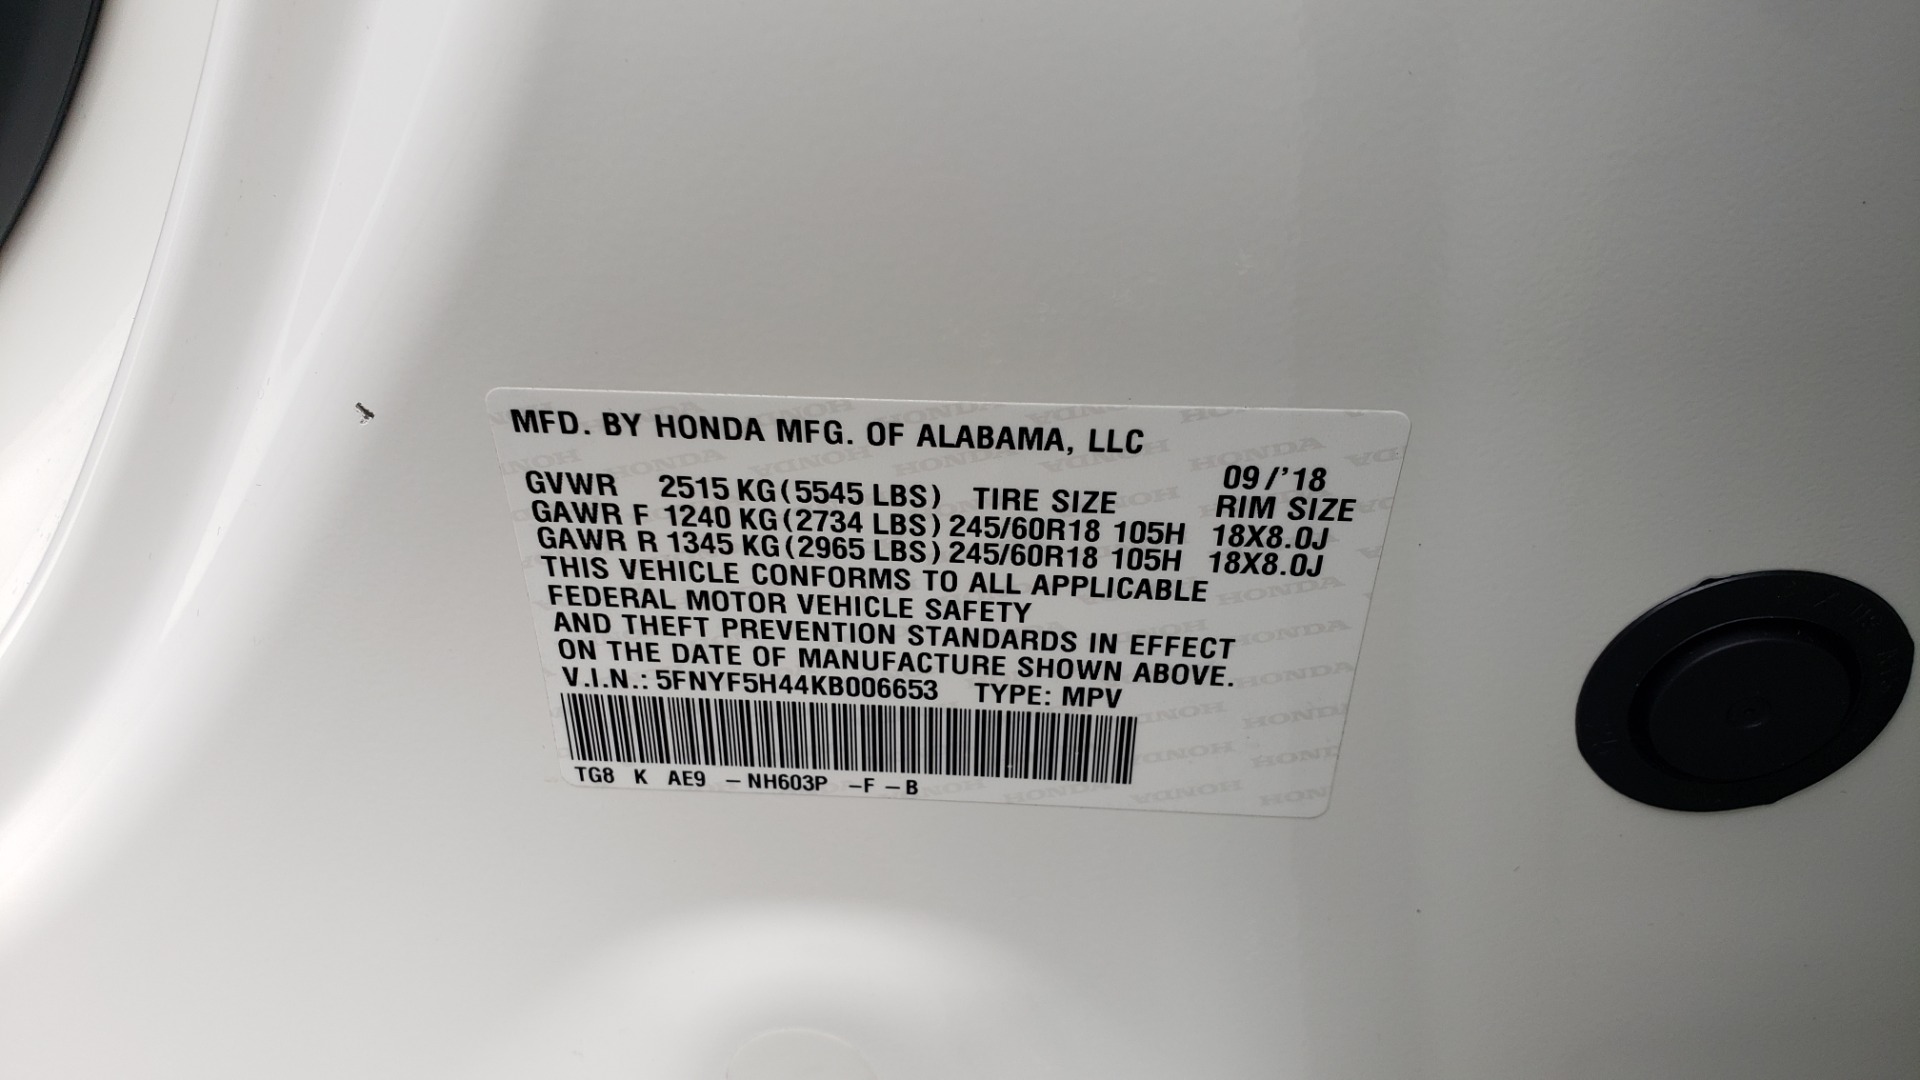 MFD. BY HONDA MFG. OF ALABAMA, LLC
09/'18
GVWR 2515 KG (5545 LBS) TIRE SIZE RIM SIZE
GAWR F 1240 KG (2734 LBS) 245/60R18 105H 18X8.0J
GAWR R 1345 KG (2965 LBS) 245/60R18 105H 18X8.0J
THIS VEHICLE CONFORMS TO ALL APPLICABLE
FEDERAL MOTOR VEHICLE SAFETY
AND THEFT PREVENTION STANDARDS IN EFFECT
ON THE DATE OF MANUFACTURE SHOWN ABOVE.
V.I.N.: 5FNYF5H44KB006653 TYPE: MPV
TG8 K AE9 – NH603P – F – B